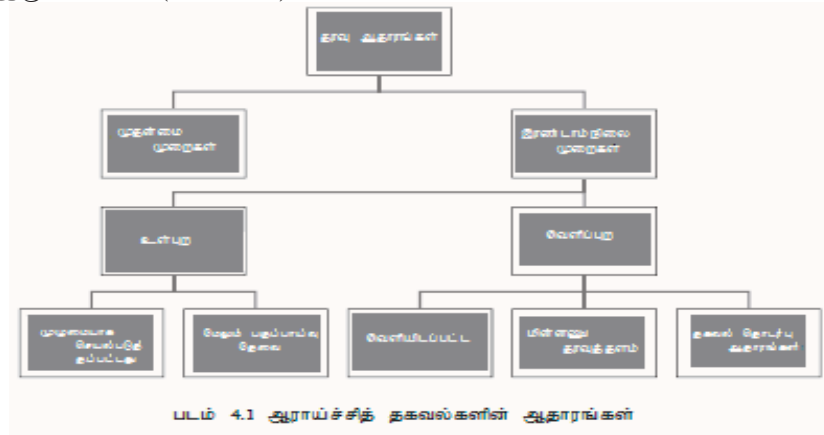 தரவு ஆதாரங்கள்
முதன்மை
முறைகள்
இரண்டாம்நிலை
முறைகள்
உள்புற
வெளிப்புற
முழுமையாக
செயல்படுத்
தப்பட்டது
மேலும் பகுப்பாய்வு
தேவை
வெளியிடப்பட்ட
மின்னணு
தரவுத்தளம்
தகவல் தொடர்பு
ஆதாரங்கள்
படம் 4.1 ஆராய்ச்சித் தகவல்களின் ஆதாரங்கள்